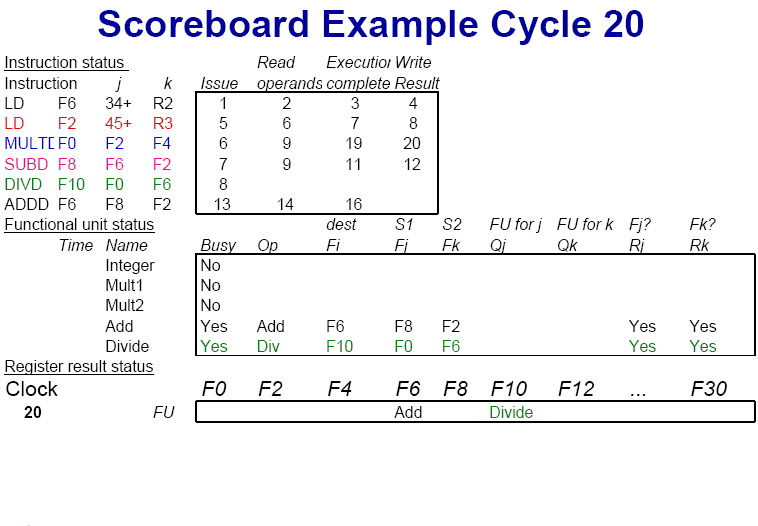 Scoreboard Example Cycle 20
Instruction status Read Execution Write
Instruction j k Issue operands complete Result
LD F6 34+ R2 1 2 3 4
LD F2 45+ R3 5 6 7 8
MULTD F0 F2 F4 6 9 19 20
SUBD F8 F6 F2 7 9 11 12
DIVD F10 F0 F6 8
ADDD F6 F8 F2 13 14 16
Functional unit status dest S1 S2 FU for j FU for k Fj? Fk?
Time Name Busy Op Fi Fj Fk Qj Qk Rj Rk
Integer No
Mult1 No
Mult2 No
Add Yes Add F6 F8 F2 Yes Yes
Divide Yes Div F10 F0 F6 Yes Yes
Register result status
Clock F0 F2 F4 F6 F8 F10 F12 ... F30
20 FU Add Divide